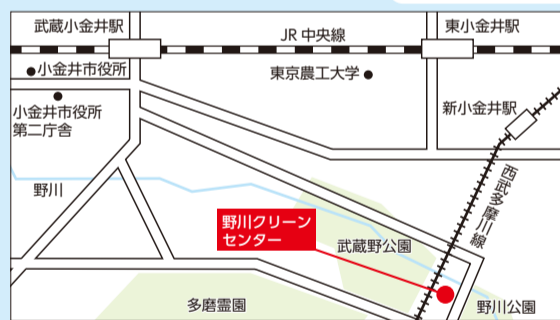 武蔵小金井駅
JR 中央線
東小金井駅
小金井市役所
東京農工大学
小金井市役所
第二庁舎
新小金井駅
西武多摩川線
野川
野川クリーン
センター
武蔵野公園
多磨霊園
野川公園